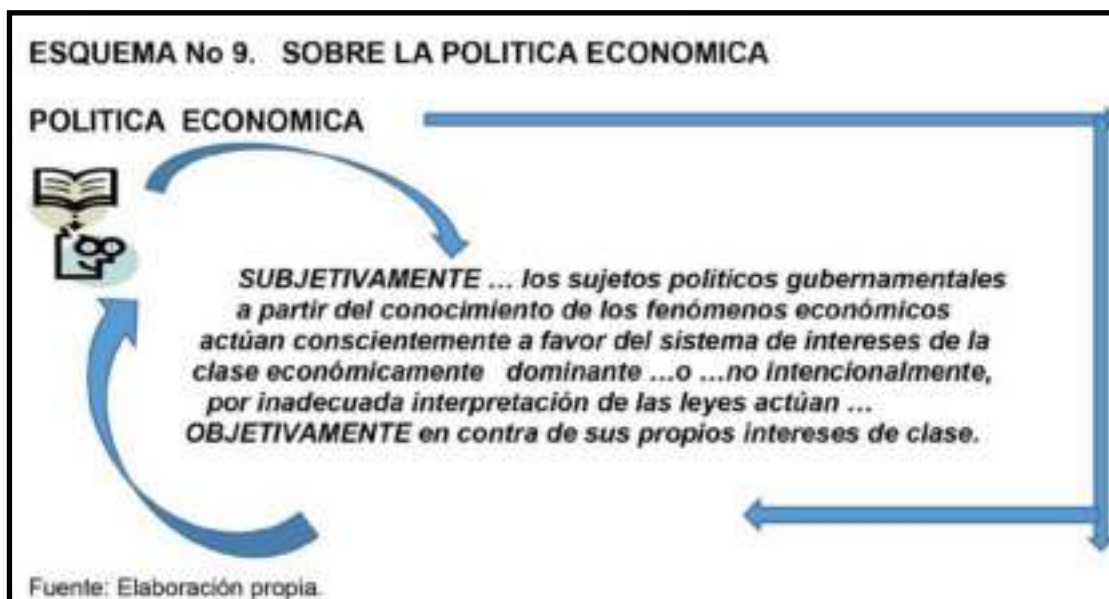 ESQUEMA No 9. SOBRE LA POLITICA ECONOMICA
POLITICA ECONOMICA
SUBJETIVAMENTE ... los sujetos politicos gubernamentales
a partir del conocimiento de los fenómenos económicos
actúan conscientemente a favor del sistema de intereses de la
clase económicamente dominante ...o ...no intencionalmente,
por inadecuada interpretación de las leyes actúan ...
OBJETIVAMENTE en contra de sus propios intereses de clase.
Fuente: Elaboración propia.